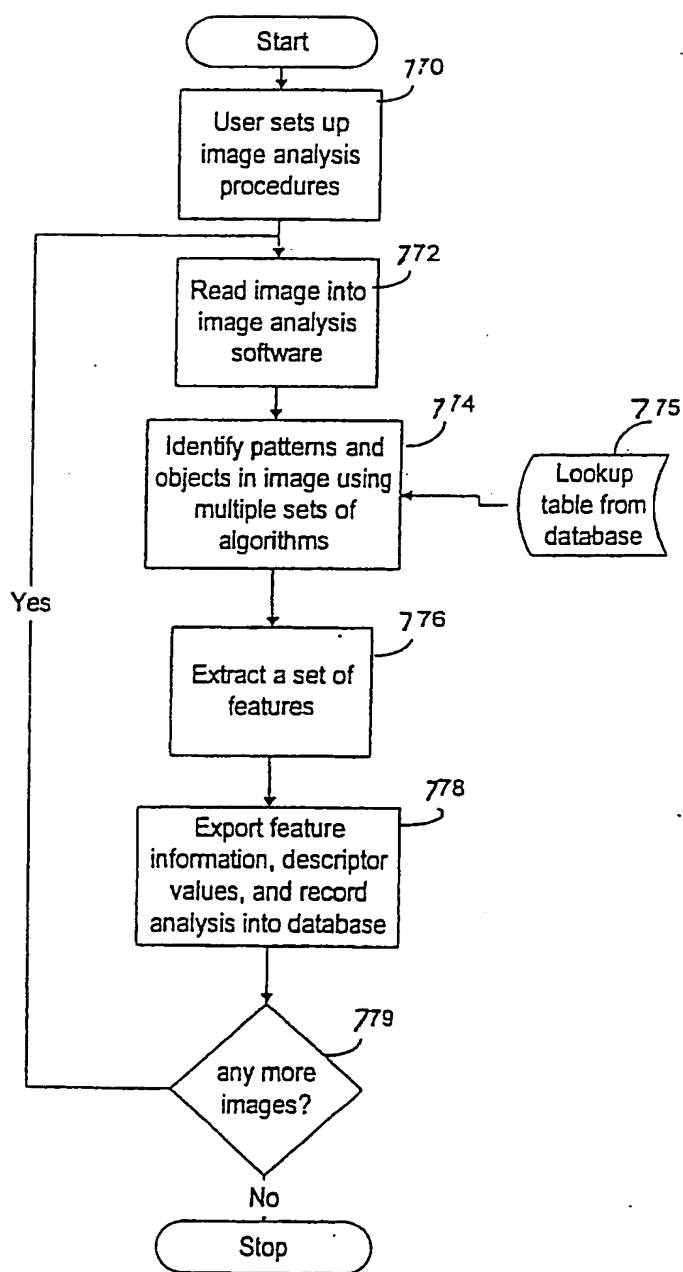 Start
770
User sets up
image analysis
procedures
772
Read image into
image analysis
software
774
Identify patterns and
objects in image using
multiple sets of
algorithms
775
Lookup
table from
database
Yes
776
Extract a set of
features
778
Export feature
information, descriptor
values, and record
analysis into database
779
any more
images?
No
Stop